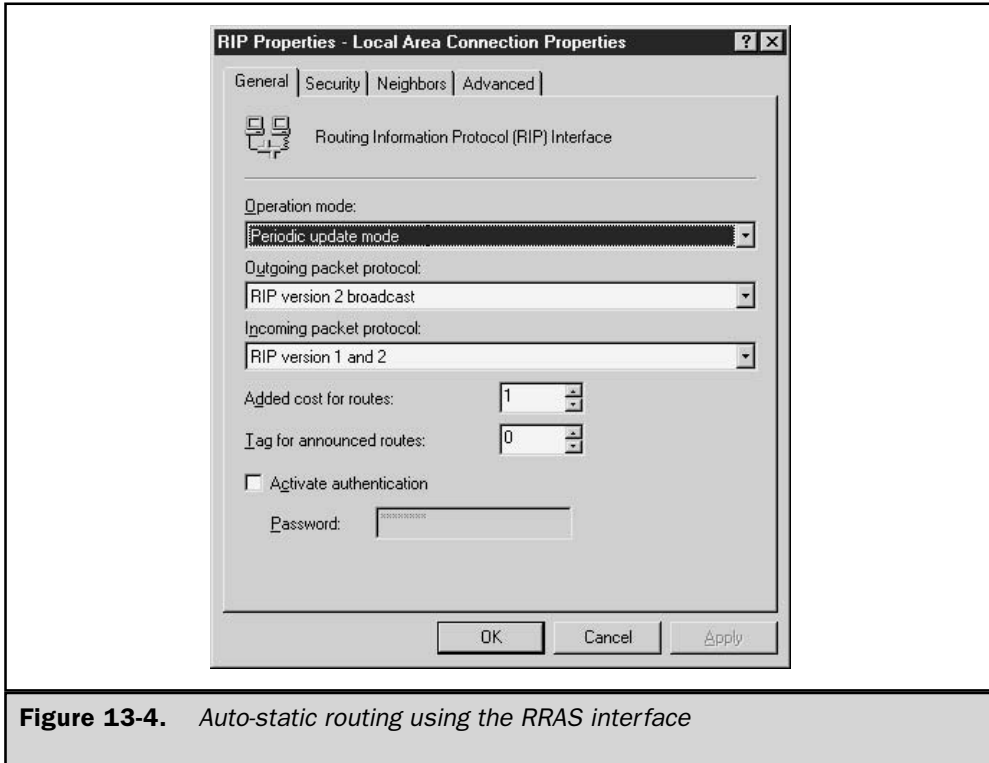 RIP Properties - Local Area Connection Properties
General Security Neighbors Advanced
Routing Information Protocol (RIP) Interface
Operation mode:
Periodic update mode
Outgoing packet protocol:
RIP version 2 broadcast
Incoming packet protocol:
RIP version 1 and 2
Added cost for routes: 1
Tag for announced routes: 0
Activate authentication
Password: ××××××××
OK Cancel Apply
Figure 13-4. Auto-static routing using the RRAS interface